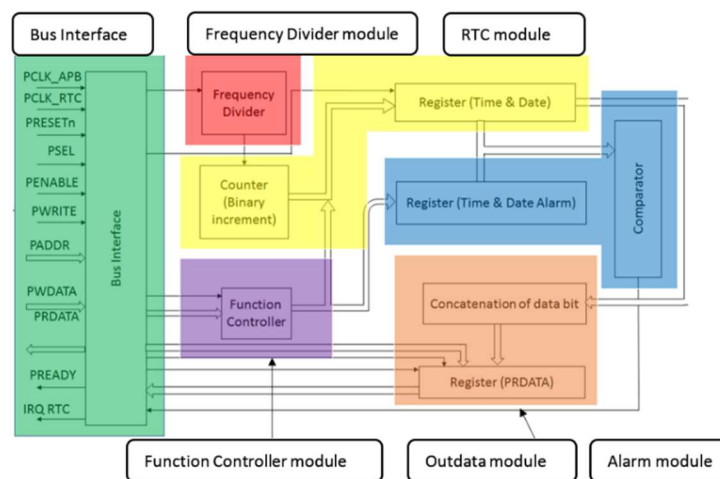 Bus Interface
Frequency Divider module
RTC module
PCLK_APB
PCLK_RTC
PRESETn
PSEL
PENABLE
PWRITE
PADDR
PWDATA
PRDATA
PREADY
IRQ RTC
Bus Interface
Frequency
Divider
Counter
(Binary
increment)
Function
Controller
Register (Time & Date)
Register (Time & Date Alarm)
Comparator
Concatenation of data bit
Register (PRDATA)
Function Controller module
Outdata module
Alarm module